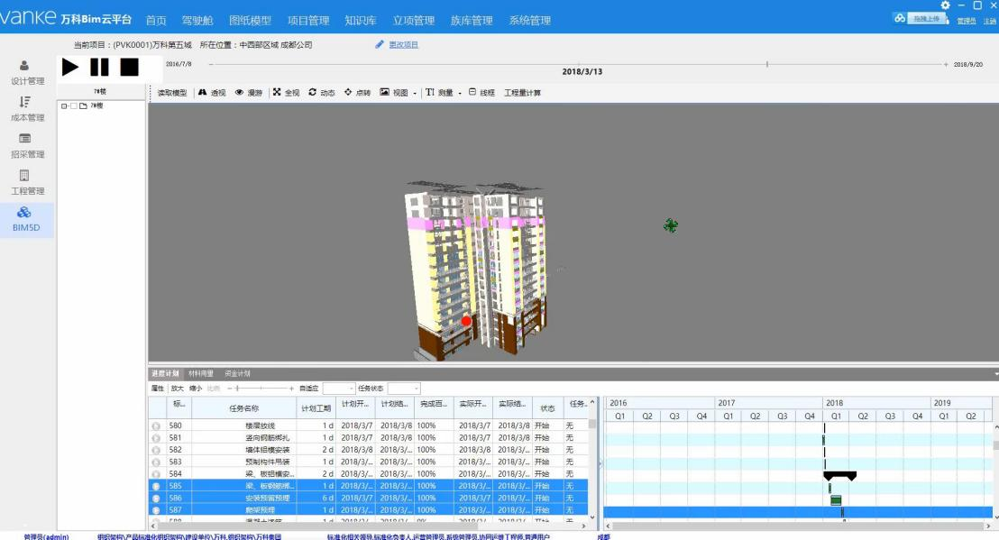 vanke 万科Bim云平台 首页 驾驶舱 图纸模型 项目管理 知识库 立项管理 族库管理 系统管理 拖拽上传 管理员 注销
当前项目：(PVK0001)万科第五城 所在位置：中西部区域 成都公司 更改项目
设计管理
成本管理
招采管理
工程管理
BIM5D
2016/7/8 2018/3/13 2018/9/20
7#楼
7#楼
读取模型 透视 漫游 全视 动态 点转 视图 测量 线框 工程量计算
进度计划 材料用量 资金计划
属性 放大 缩小 比例 自适应 任务状态
标... 任务名称 计划工期 计划开... 计划结... 完成百... 实际开... 实际结... 状态 任务...
580 楼层放线 1 d 2018/3/7 2018/3/8 100% 2018/3/7 2018/3/8 开始 无
581 竖向钢筋绑扎 1 d 2018/3/7 2018/3/8 100% 2018/3/7 2018/3/8 开始 无
582 墙体铝模安装 2 d 2018/3/8 2018/3/... 100% 2018/3/8 2018/3/... 开始 无
583 预制构件吊装 1 d 2018/3/... 2018/3/... 100% 2018/3/... 2018/3/... 开始 无
584 梁、板铝模安... 2 d 2018/3/... 2018/3/... 100% 2018/3/... 2018/3/... 开始 无
585 梁、板钢筋绑... 1 d 2018/3/... 2018/3/... 100% 2018/3/... 2018/3/... 开始 无
586 安装预留预埋 6 d 2018/3/7 2018/3/... 100% 2018/3/7 2018/3/... 开始 无
587 爬架预埋 1 d 2018/3/... 2018/3/... 100% 2018/3/... 2018/3/... 开始 无
2016 2017 2018 2019
Q1 Q2 Q3 Q4 Q1 Q2 Q3 Q4 Q1 Q2 Q3 Q4 Q1 Q2
管理员(admin) 组织架构\产品标准化组织架构\建设单位\万科,组织架构\万科集团 标准化相关领导,标准化负责人,运营管理员,系统管理员,协同运维工程师,普通用户 成都